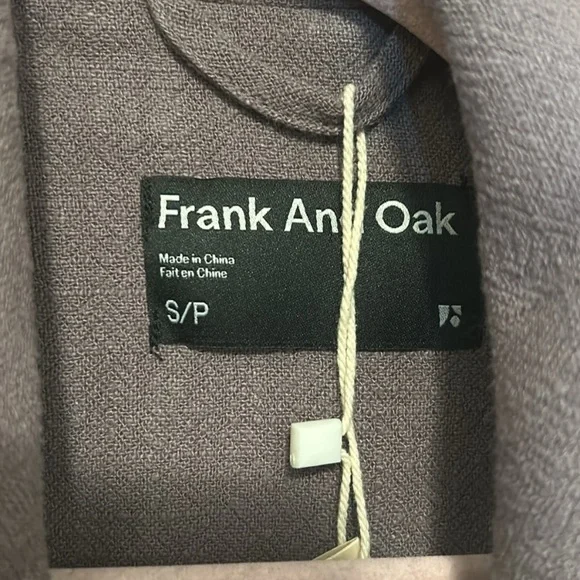 Frank And Oak
Made in China
Fait en Chine
S/P